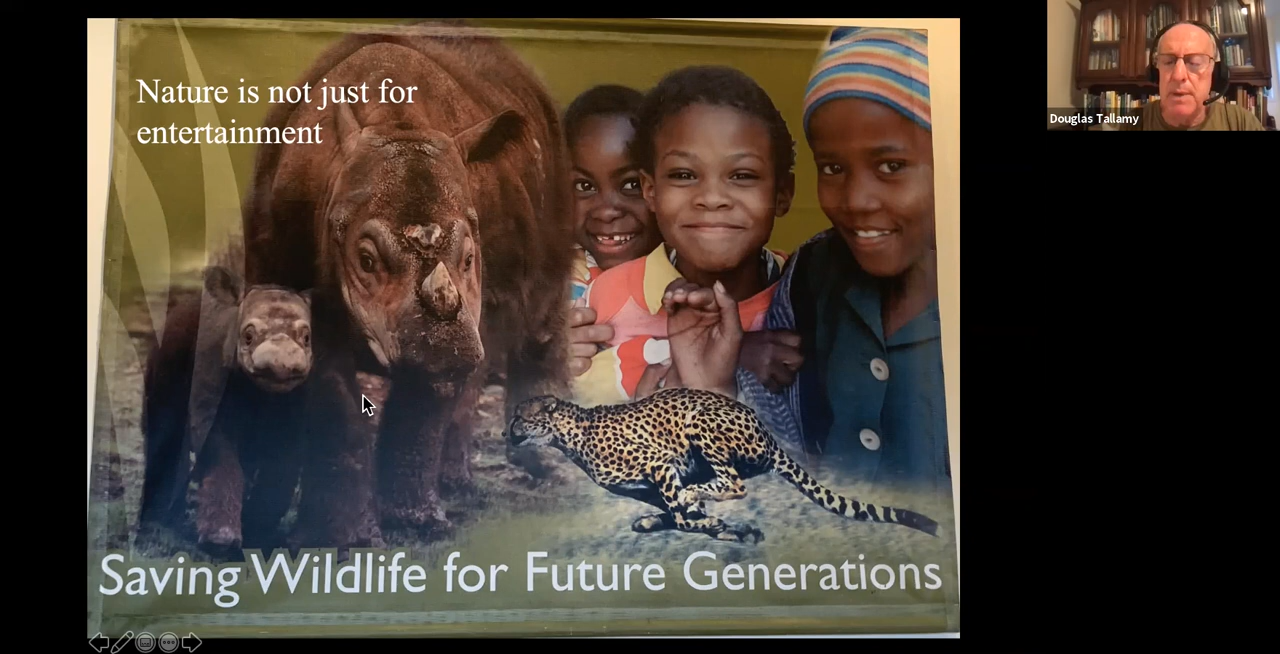 Nature is not just for
entertainment
Douglas Tallamy
Saving Wildlife for Future Generations